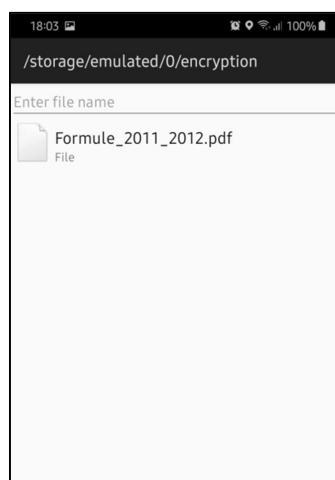 18:03 100%
/storage/emulated/0/encryption
Enter file name
Formule_2011_2012.pdf
File